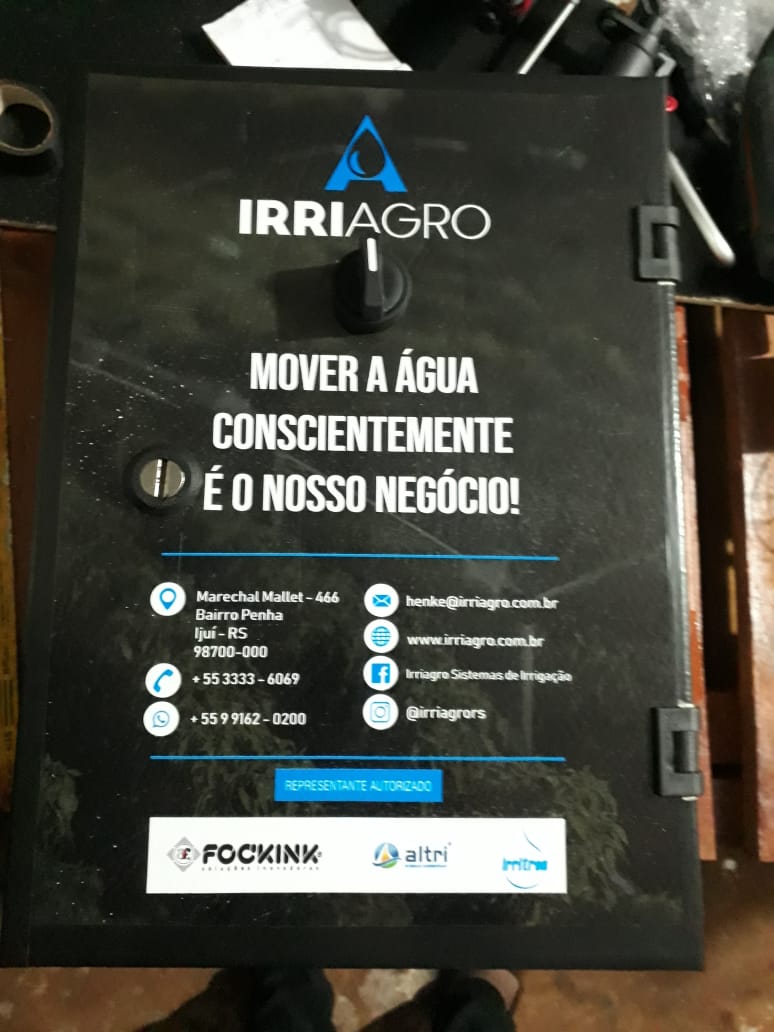 IRRIAGRO
MOVER A ÁGUA
CONSCIENTEMENTE
É O NOSSO NEGÓCIO!
Marechal Mallet - 466
Bairro Penha
Ijuí - RS
98700-000
+ 55 3333 - 6069
+ 55 9 9162 - 0200
henke@irriagro.com.br
www.irriagro.com.br
Irriagro Sistemas de Irrigação
@irriagrors
REPRESENTANTE AUTORIZADO
FOCKINK
soluções inovadoras
altri